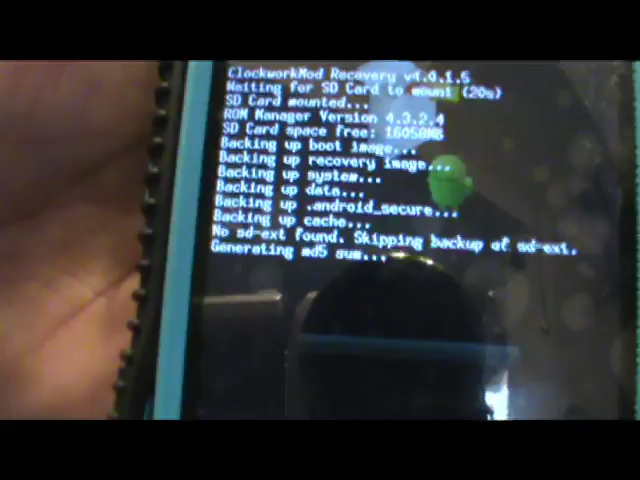 ClockworkMod Recovery v4.0.1.5
Waiting for SD Card to mount (20s)
SD Card mounted...
ROM Manager Version 4.3.2.4
SD Card space free: 16058MB
Backing up boot image...
Backing up recovery image...
Backing up system...
Backing up data...
Backing up .android_secure...
Backing up cache...
No sd-ext found. Skipping backup of sd-ext.
Generating md5 sum...